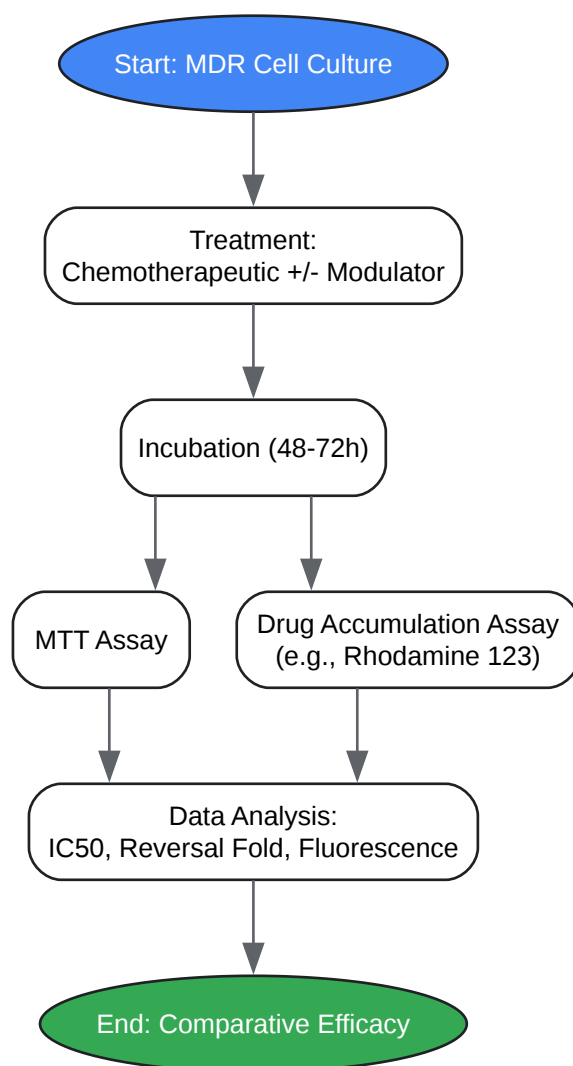 Start: MDR Cell Culture
Treatment:
Chemotherapeutic +/- Modulator
Incubation (48-72h)
MTT Assay
Drug Accumulation Assay
(e.g., Rhodamine 123)
Data Analysis:
IC50, Reversal Fold, Fluorescence
End: Comparative Efficacy